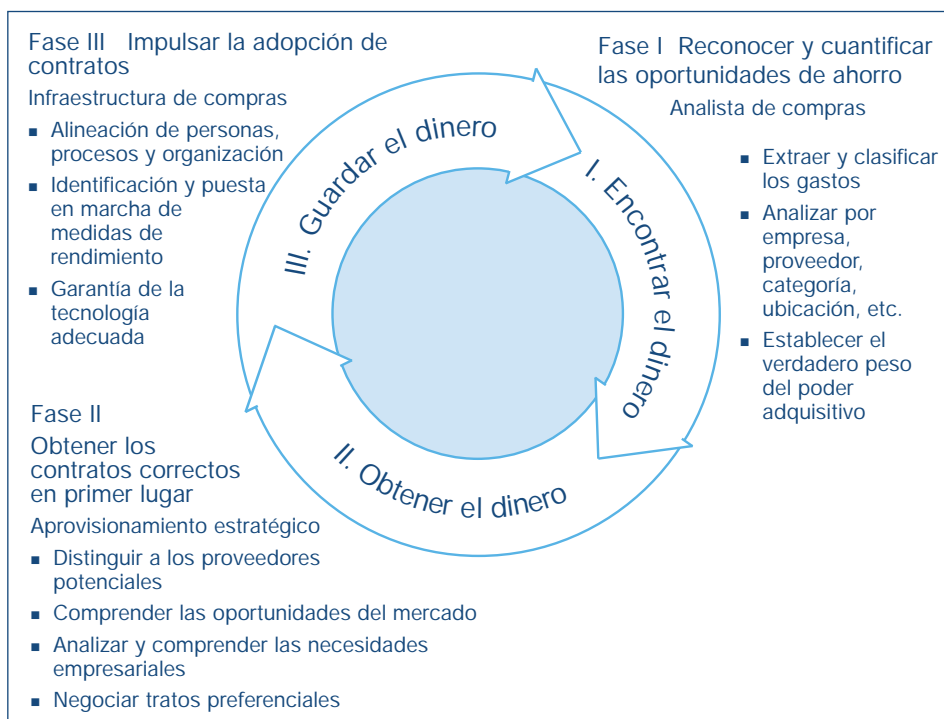 Fase III Impulsar la adopción de
contratos
Infraestructura de compras
■ Alineación de personas,
procesos y organización
■ Identificación y puesta
en marcha de
medidas de
rendimiento
■ Garantía de la
tecnología
adecuada
Fase I Reconocer y cuantificar
las oportunidades de ahorro
Analista de compras
■ Extraer y clasificar
los gastos
■ Analizar por
empresa,
proveedor,
categoría,
ubicación, etc.
■ Establecer el
verdadero peso
del poder
adquisitivo
III. Guardar el dinero
I. Encontrar el dinero
II. Obtener el dinero
Fase II
Obtener los
contratos correctos
en primer lugar
Aprovisionamiento estratégico
■ Distinguir a los proveedores
potenciales
■ Comprender las oportunidades del mercado
■ Analizar y comprender las necesidades
empresariales
■ Negociar tratos preferenciales